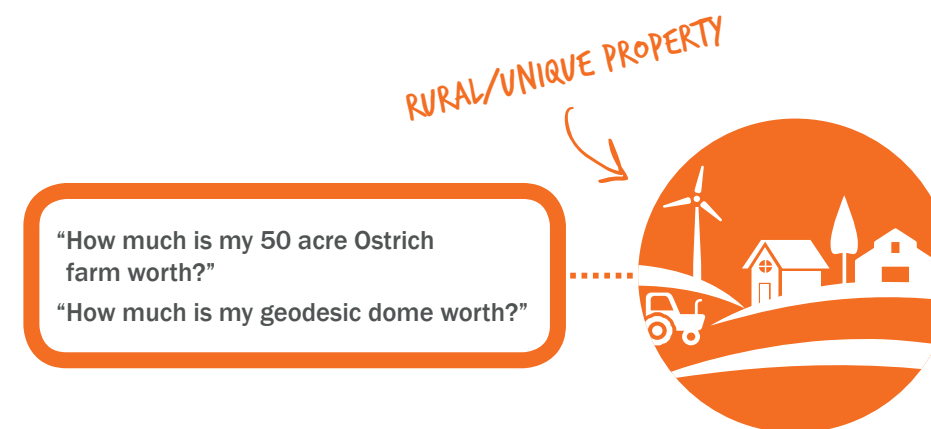 RURAL/UNIQUE PROPERTY
“How much is my 50 acre Ostrich
farm worth?”
“How much is my geodesic dome worth?”